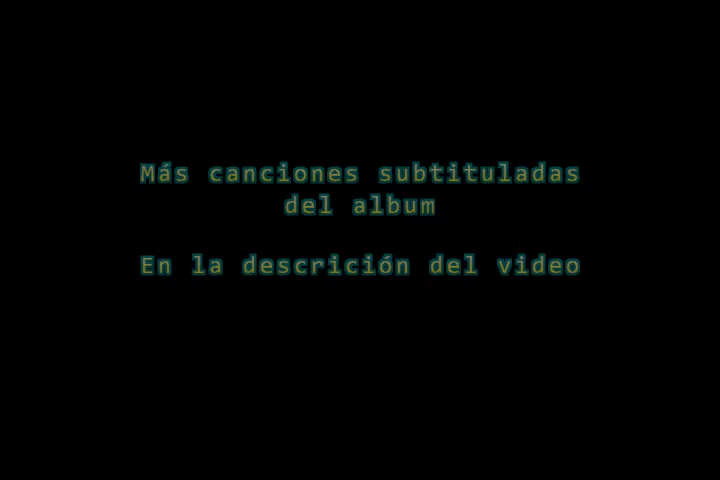 Más canciones subtituladas
del album
En la descrición del video